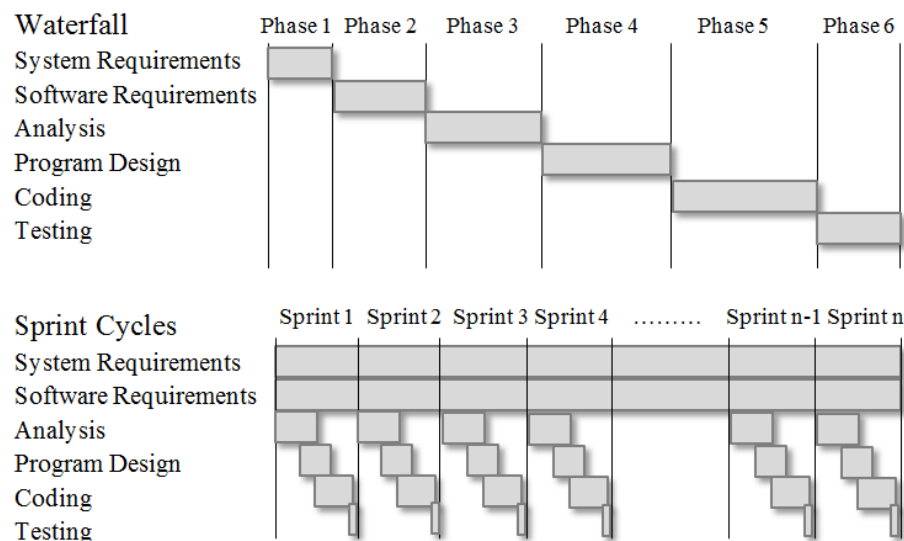 Waterfall Phase 1 Phase 2 Phase 3 Phase 4 Phase 5 Phase 6
System Requirements
Software Requirements
Analysis
Program Design
Coding
Testing
Sprint Cycles Sprint 1 Sprint 2 Sprint 3 Sprint 4 ……… Sprint n-1 Sprint n
System Requirements
Software Requirements
Analysis
Program Design
Coding
Testing